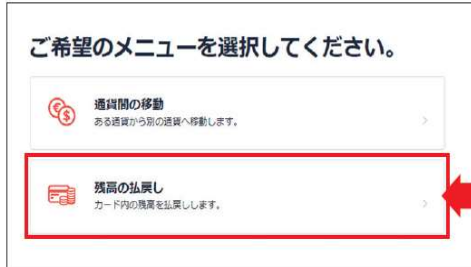 ご希望のメニューを選択してください。
通貨間の移動
ある通貨から別の通貨へ移動します。
残高の払戻し
カード内の残高を払戻しします。